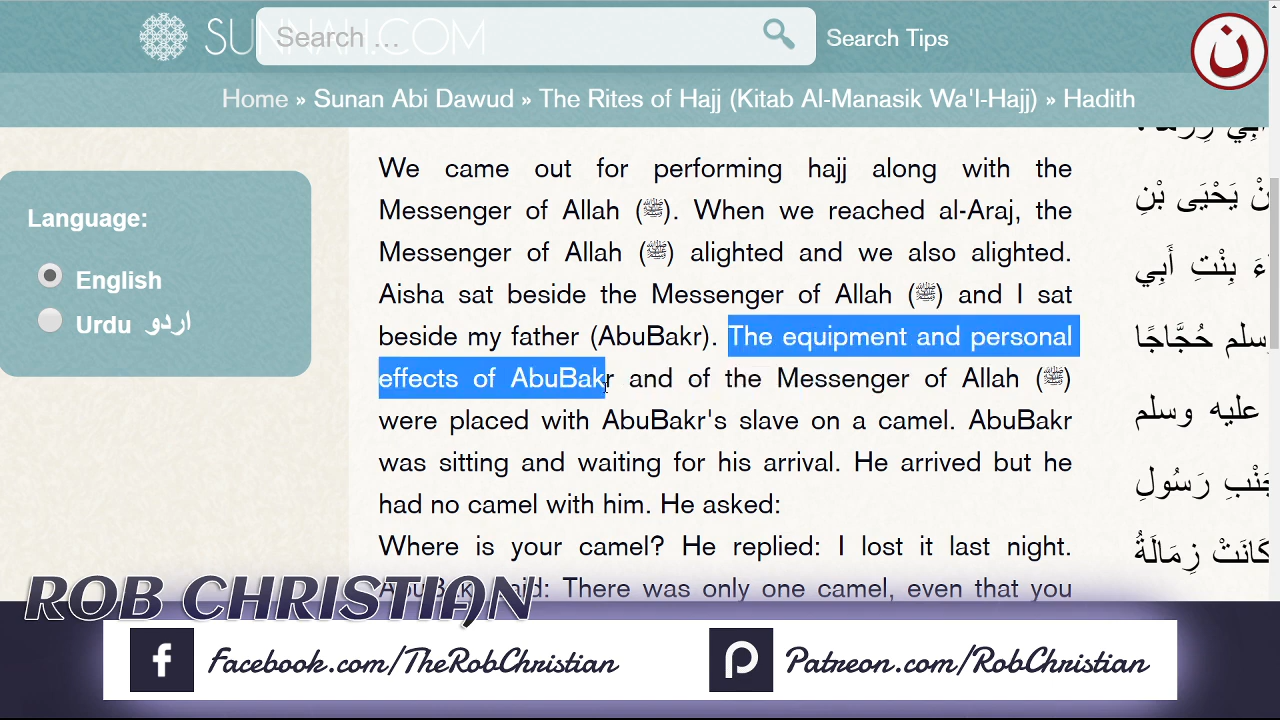 SUNNAH.COM
Search ...
Search Tips
ن
Home » Sunan Abi Dawud » The Rites of Hajj (Kitab Al-Manasik Wa'l-Hajj) » Hadith
Language:
English
Urdu اردو
We came out for performing hajj along with the
Messenger of Allah (ﷺ). When we reached al-Araj, the
Messenger of Allah (ﷺ) alighted and we also alighted.
Aisha sat beside the Messenger of Allah (ﷺ) and I sat
beside my father (AbuBakr). The equipment and personal
effects of AbuBakr and of the Messenger of Allah (ﷺ)
were placed with AbuBakr's slave on a camel. AbuBakr
was sitting and waiting for his arrival. He arrived but he
had no camel with him. He asked:
Where is your camel? He replied: I lost it last night.
AbuBakr said: There was only one camel, even that you
يَحْيَى بْنِ
بِنْتِ أَبِي
وسلم حُجَّاجًا
عليه وسلم
رَسُولِ
زِمَالَةُ
ROB CHRISTIAN
Facebook.com/TheRobChristian
Patreon.com/RobChristian